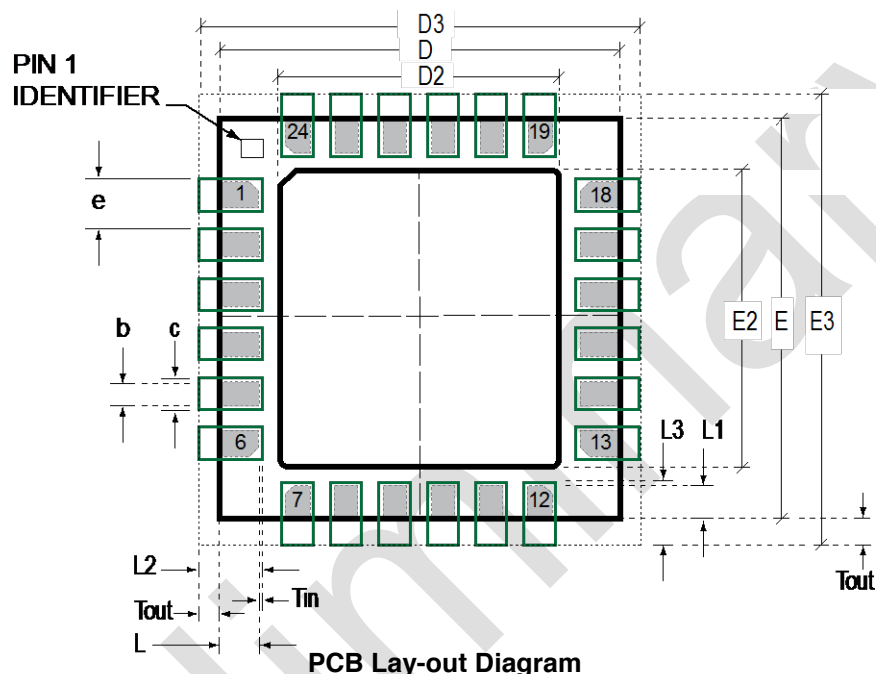 D3
D
D2
PIN 1
IDENTIFIER
24
19
1
18
e
b
c
E2
E
E3
6
13
L3
L1
7
12
L2
Tin
Tout
Tout
L
PCB Lay-out Diagram